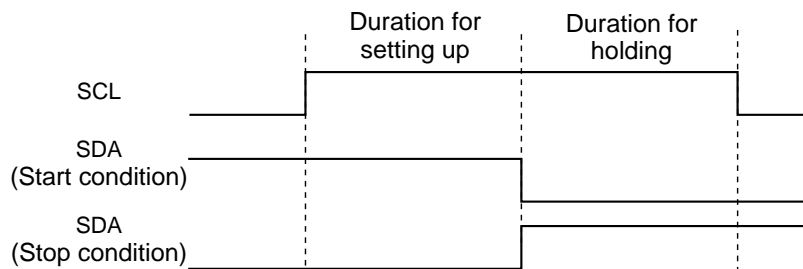 Duration for
setting up
Duration for
holding
SCL
SDA
(Start condition)
SDA
(Stop condition)